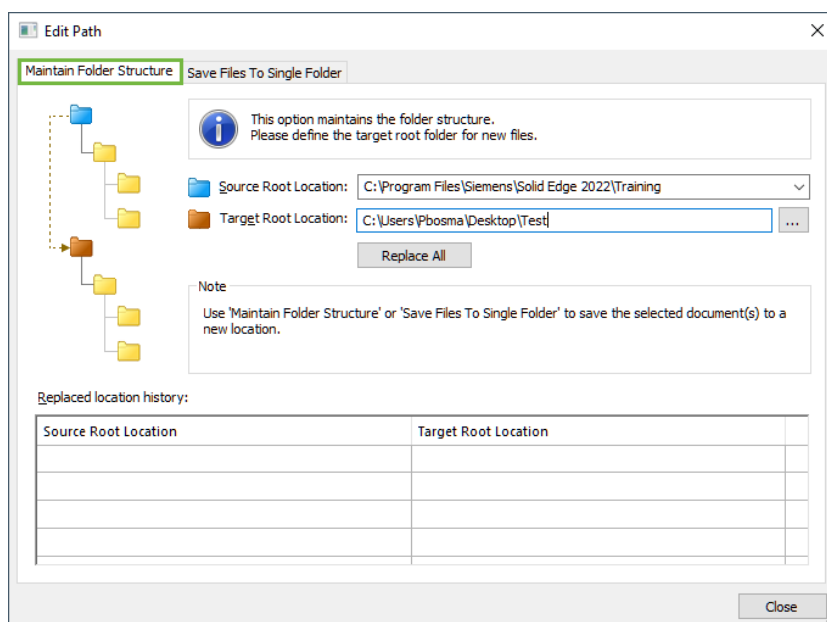 Edit Path
Maintain Folder Structure
Save Files To Single Folder
This option maintains the folder structure.
Please define the target root folder for new files.
Source Root Location:
C:\Program Files\Siemens\Solid Edge 2022\Training
Target Root Location:
C:\Users\Pbosma\Desktop\Test
...
Replace All
Note
Use 'Maintain Folder Structure' or 'Save Files To Single Folder' to save the selected document(s) to a
new location.
Replaced location history:
Source Root Location
Target Root Location
Close